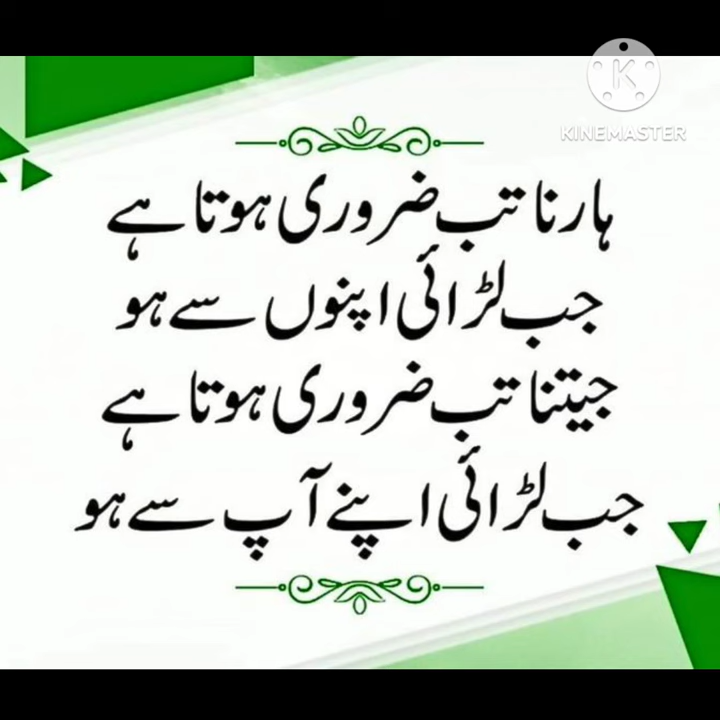 KINEMASTER
ہارنا تب ضروری ہوتا ہے
جب لڑائی اپنوں سے ہو
جیتنا تب ضروری ہوتا ہے
جب لڑائی اپنے آپ سے ہو